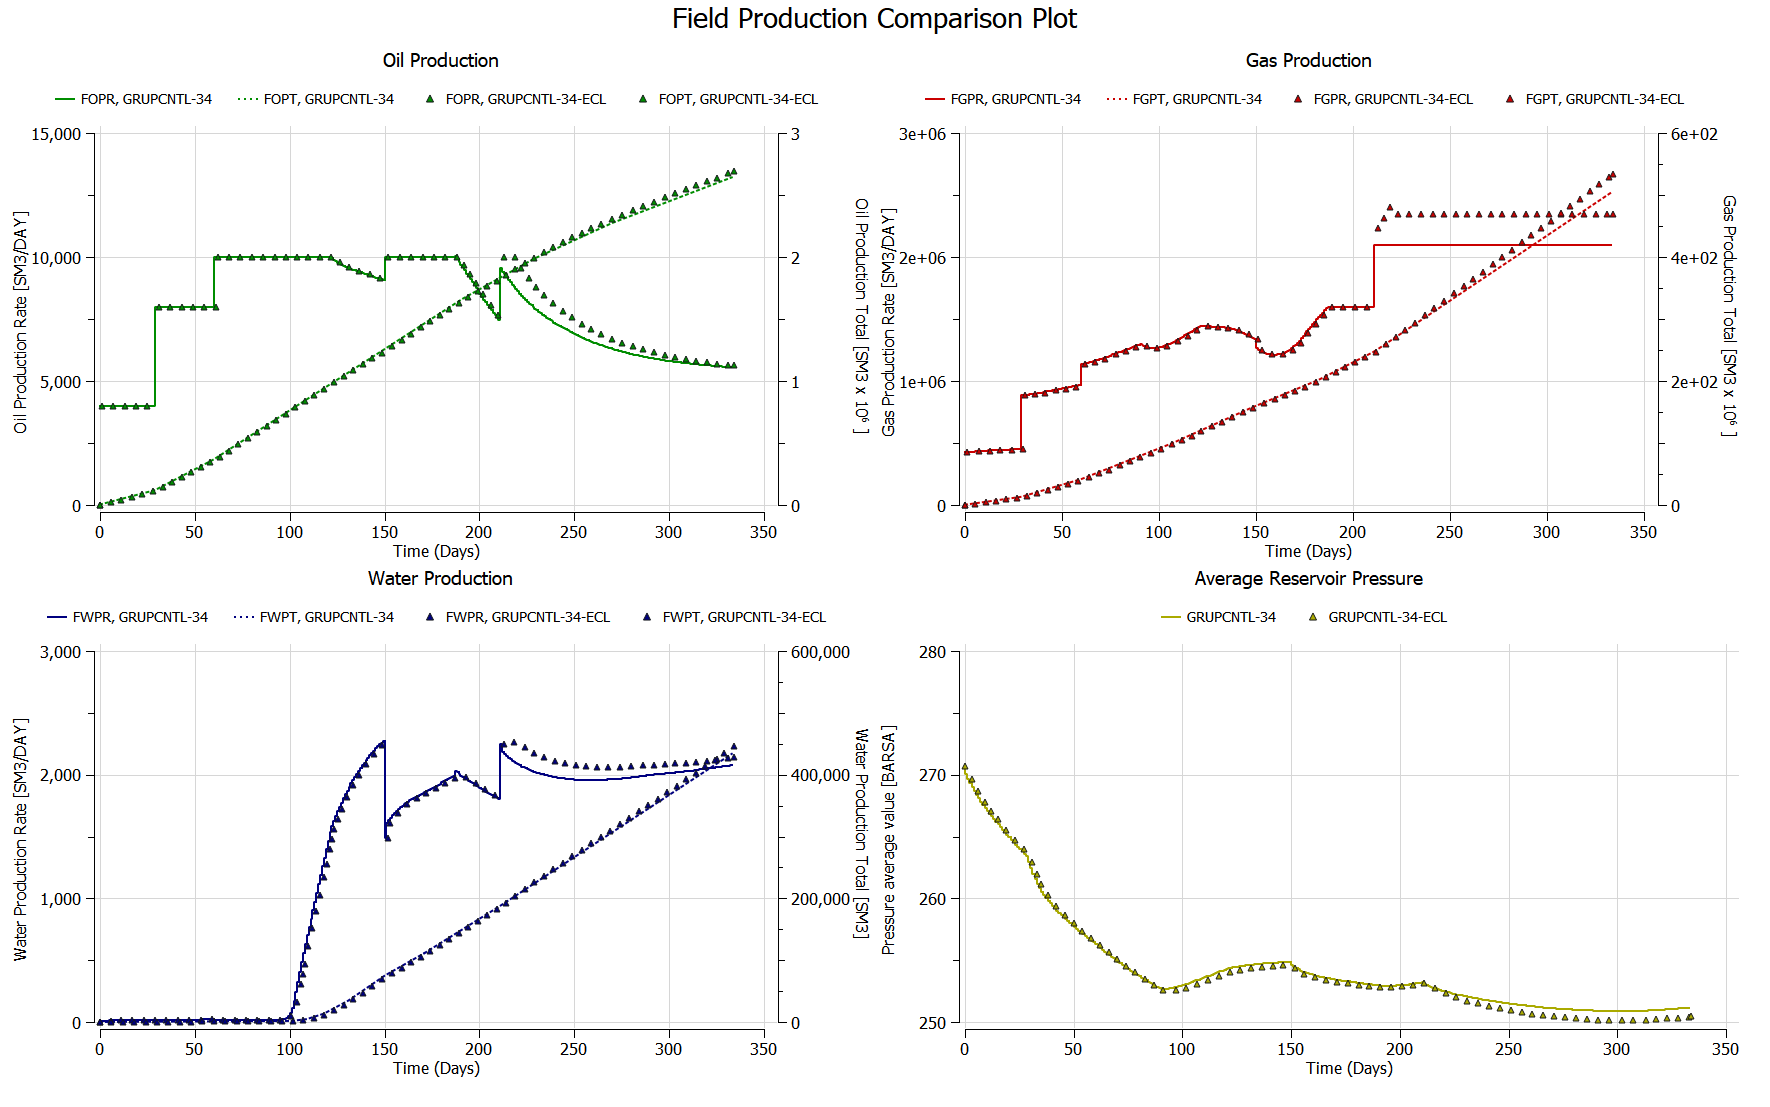 Field Production Comparison Plot
Oil Production
FOPR, GRUPCNTL-34
FOPT, GRUPCNTL-34
FOPR, GRUPCNTL-34-ECL
FOPT, GRUPCNTL-34-ECL
15,000
10,000
5,000
0
Oil Production Rate [SM3/DAY]
3
2
1
0
Oil Production Total [SM3 x 10⁶ ]
0 50 100 150 200 250 300 350
Time (Days)
Gas Production
FGPR, GRUPCNTL-34
FGPT, GRUPCNTL-34
FGPR, GRUPCNTL-34-ECL
FGPT, GRUPCNTL-34-ECL
3e+06
2e+06
1e+06
0
Gas Production Rate [SM3/DAY]
6e+02
4e+02
2e+02
0
Gas Production Total [SM3 x 10⁶ ]
0 50 100 150 200 250 300 350
Time (Days)
Water Production
FWPR, GRUPCNTL-34
FWPT, GRUPCNTL-34
FWPR, GRUPCNTL-34-ECL
FWPT, GRUPCNTL-34-ECL
3,000
2,000
1,000
0
Water Production Rate [SM3/DAY]
600,000
400,000
200,000
0
Water Production Total [SM3]
0 50 100 150 200 250 300 350
Time (Days)
Average Reservoir Pressure
GRUPCNTL-34
GRUPCNTL-34-ECL
280
270
260
250
Pressure average value [BARSA]
0 50 100 150 200 250 300 350
Time (Days)